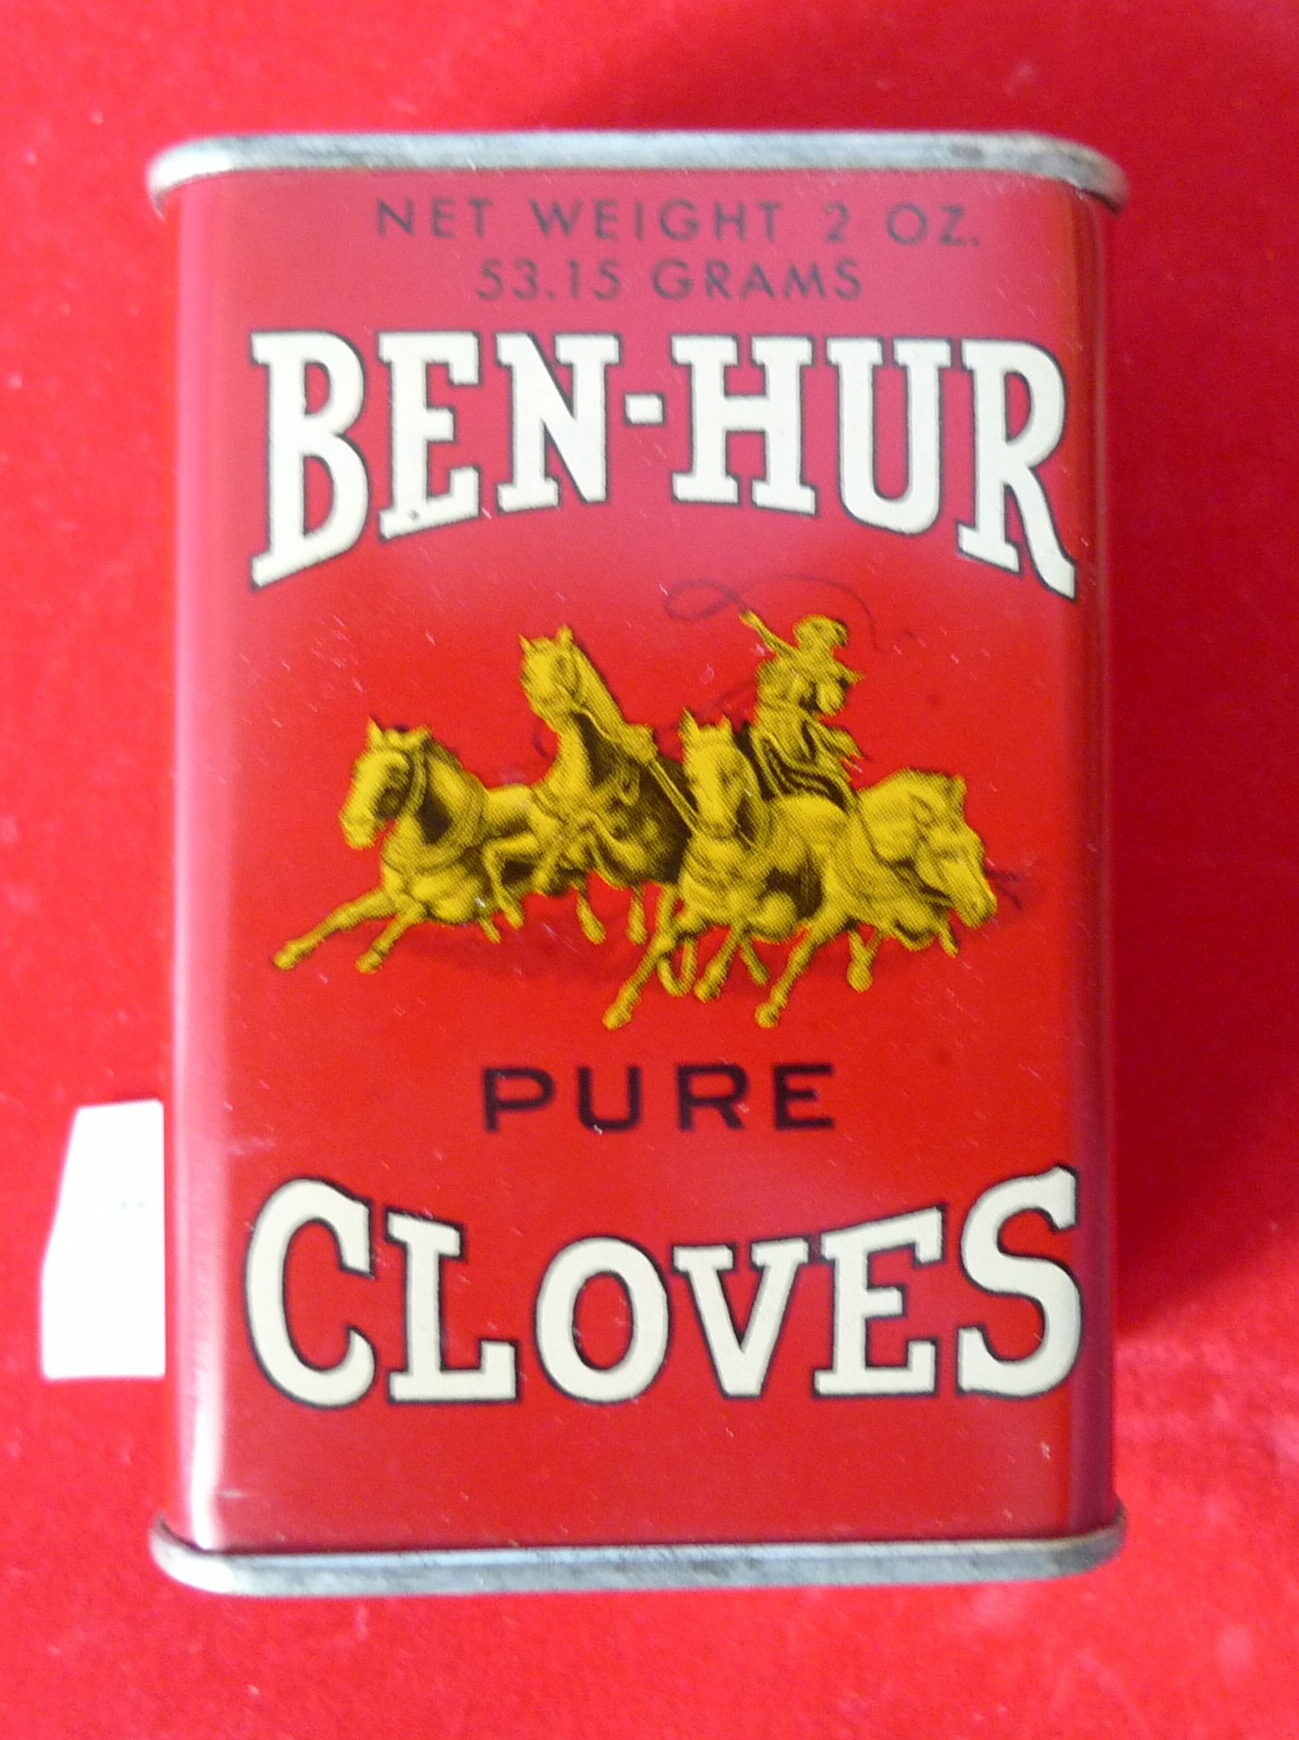 NET WEIGHT 2 OZ.
53.15 GRAMS
BEN-HUR
PURE
CLOVES